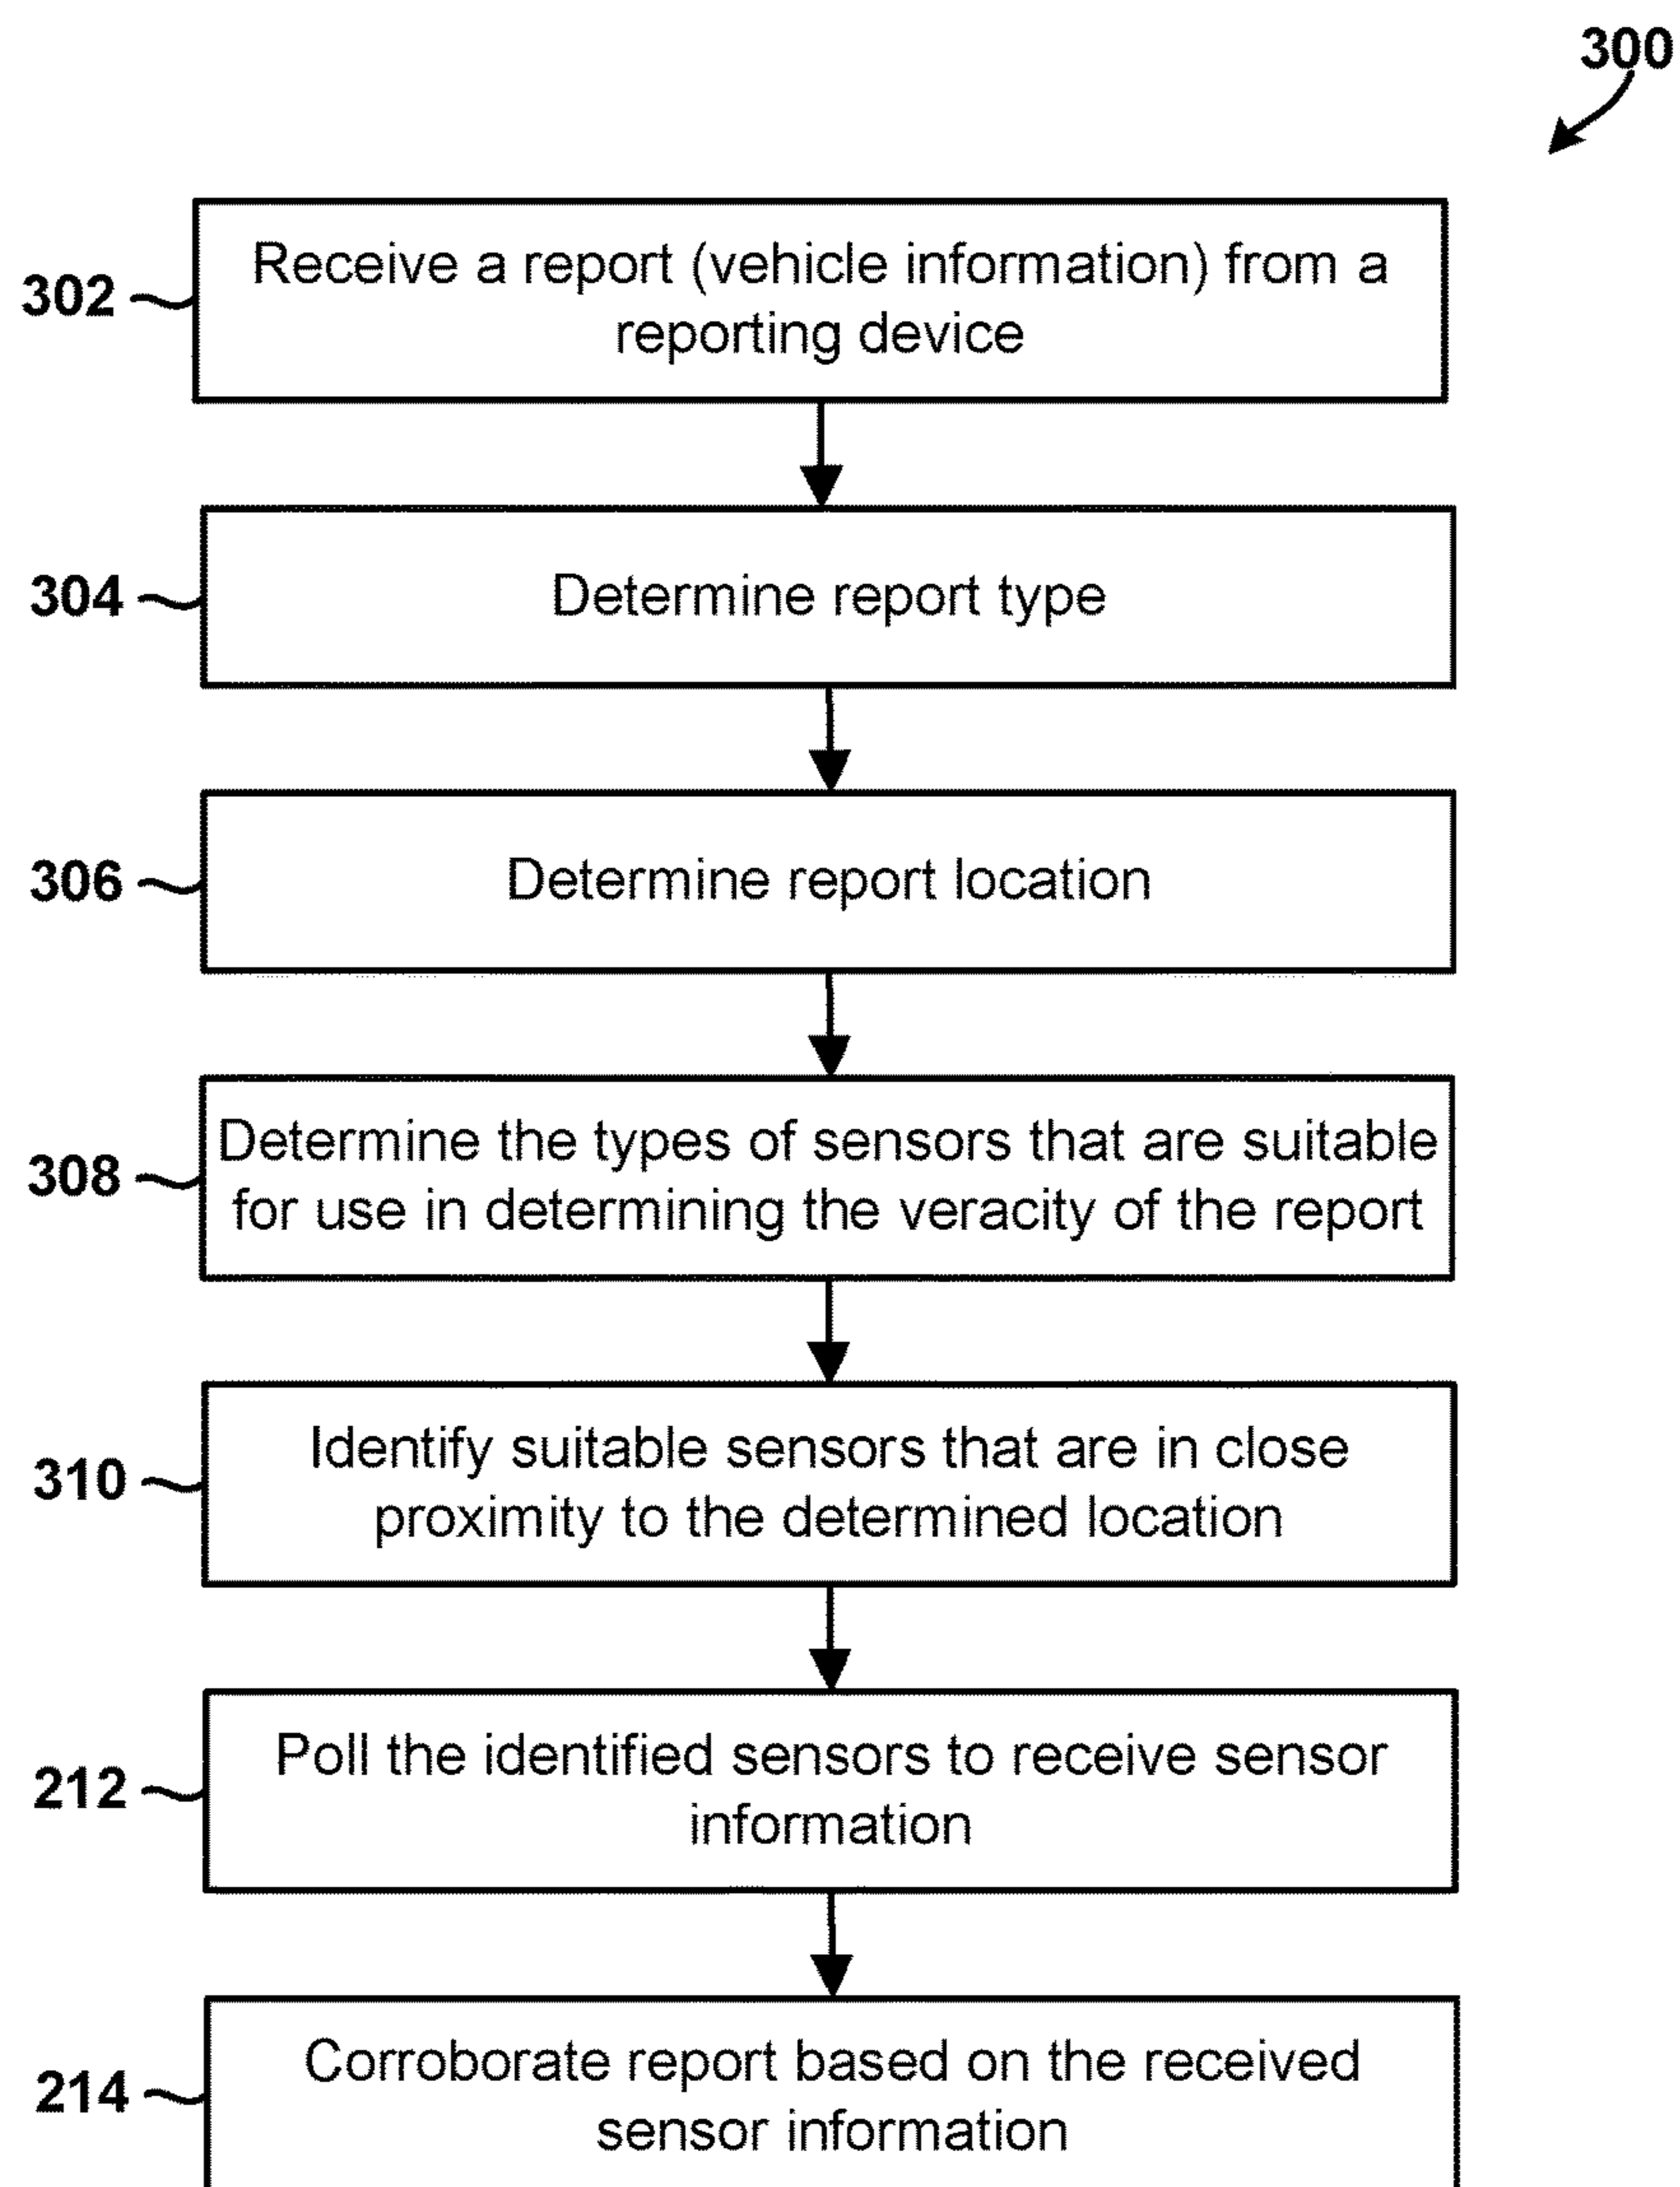 300
302
Receive a report (vehicle information) from a
reporting device
304
Determine report type
306
Determine report location
308
Determine the types of sensors that are suitable
for use in determining the veracity of the report
310
Identify suitable sensors that are in close
proximity to the determined location
212
Poll the identified sensors to receive sensor
information
214
Corroborate report based on the received
sensor information